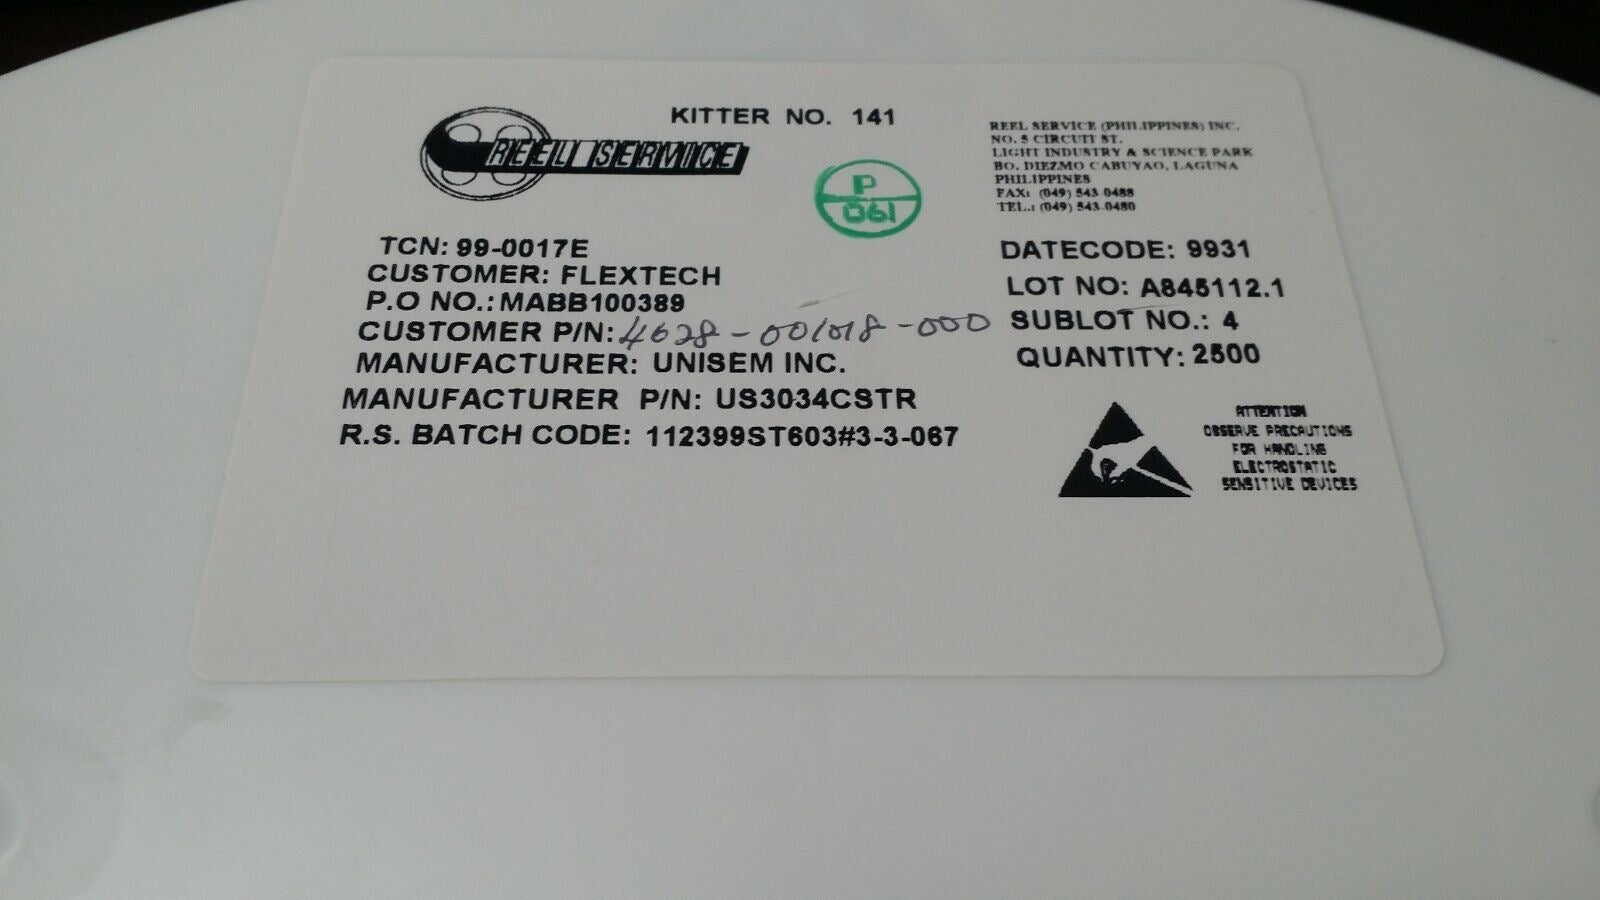 KITTER NO. 141
REEL SERVICE
REEL SERVICE (PHILIPPINES) INC.
NO. 5 CIRCUIT ST.
LIGHT INDUSTRY & SCIENCE PARK
BO. DIEZMO CABUYAO, LAGUNA
PHILIPPINES
FAX: (049) 543-0488
TEL.: (049) 543-0480
P
061
TCN: 99-0017E
CUSTOMER: FLEXTECH
P.O NO.: MABB100389
CUSTOMER P/N: 4628-001018-000
MANUFACTURER: UNISEM INC.
MANUFACTURER P/N: US3034CSTR
R.S. BATCH CODE: 112399ST603#3-3-067
DATECODE: 9931
LOT NO: A845112.1
SUBLOT NO.: 4
QUANTITY: 2500
ATTENTION
OBSERVE PRECAUTIONS
FOR HANDLING
ELECTROSTATIC
SENSITIVE DEVICES